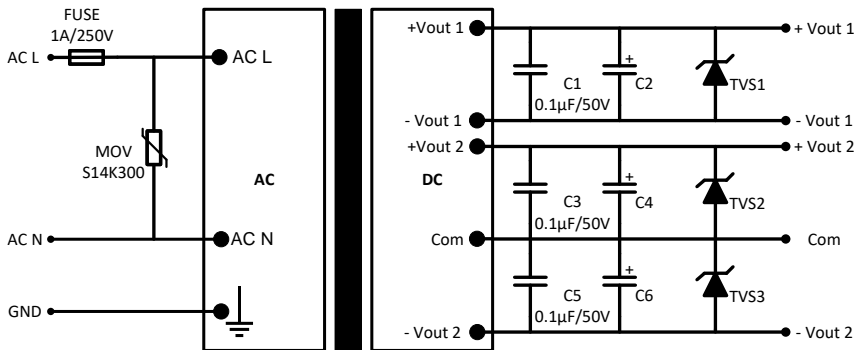 FUSE
1A/250V
AC L
AC L
MOV
S14K300
AC
AC N
AC N
GND
+Vout 1
+ Vout 1
C1
0.1µF/50V
+
C2
TVS1
- Vout 1
- Vout 1
+Vout 2
+ Vout 2
DC
C3
0.1µF/50V
+
C4
TVS2
Com
Com
C5
0.1µF/50V
+
C6
TVS3
- Vout 2
- Vout 2